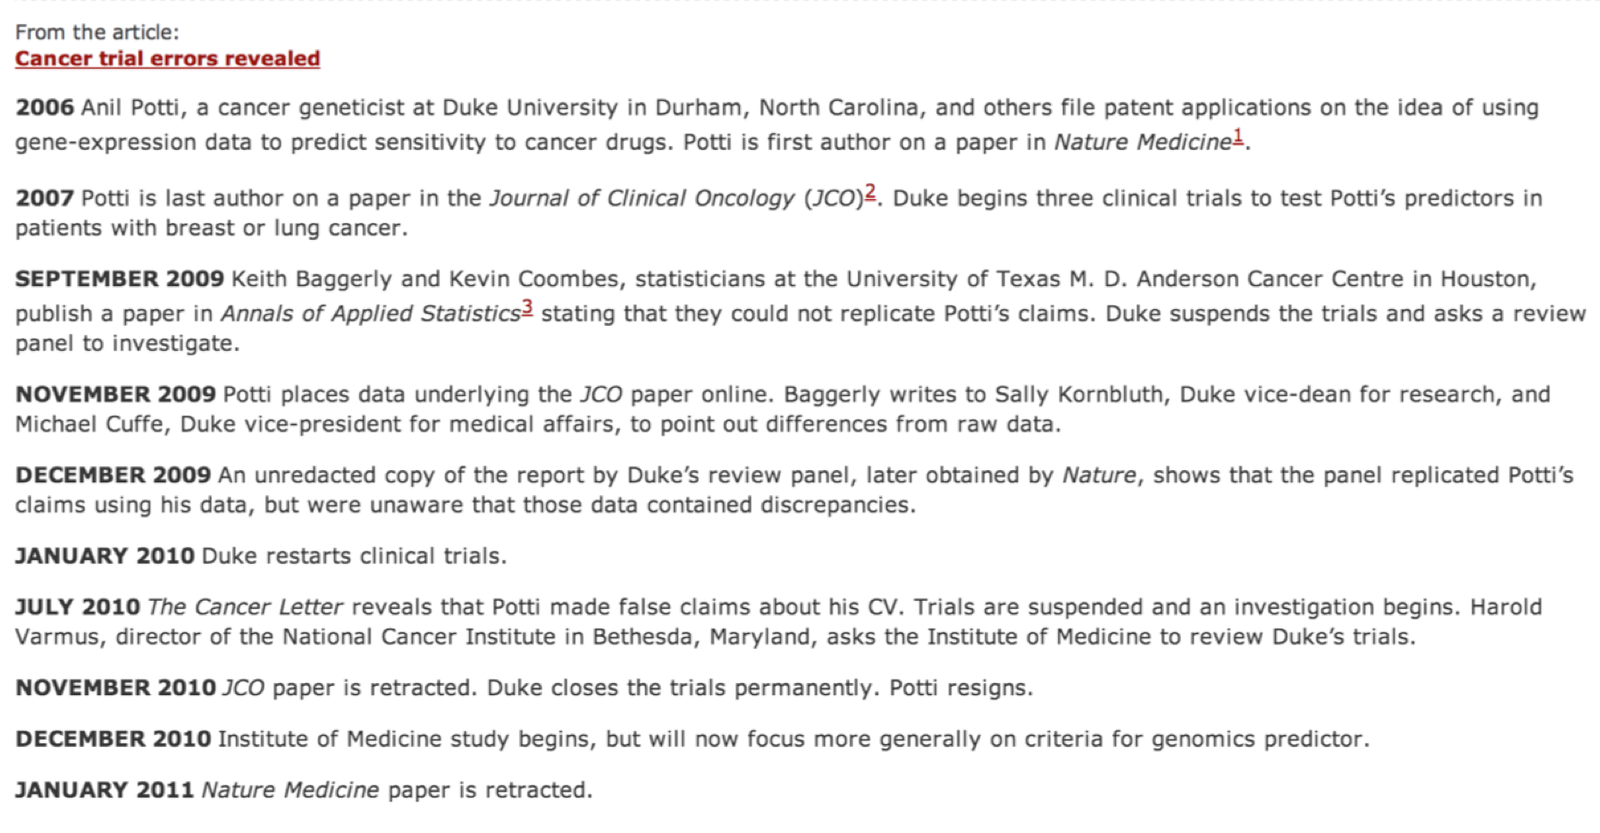 From the article:
Cancer trial errors revealed
2006 Anil Potti, a cancer geneticist at Duke University in Durham, North Carolina, and others file patent applications on the idea of using
gene-expression data to predict sensitivity to cancer drugs. Potti is first author on a paper in Nature Medicine1.
2007 Potti is last author on a paper in the Journal of Clinical Oncology (JCO)2. Duke begins three clinical trials to test Potti’s predictors in
patients with breast or lung cancer.
SEPTEMBER 2009 Keith Baggerly and Kevin Coombes, statisticians at the University of Texas M. D. Anderson Cancer Centre in Houston,
publish a paper in Annals of Applied Statistics3 stating that they could not replicate Potti’s claims. Duke suspends the trials and asks a review
panel to investigate.
NOVEMBER 2009 Potti places data underlying the JCO paper online. Baggerly writes to Sally Kornbluth, Duke vice-dean for research, and
Michael Cuffe, Duke vice-president for medical affairs, to point out differences from raw data.
DECEMBER 2009 An unredacted copy of the report by Duke’s review panel, later obtained by Nature, shows that the panel replicated Potti’s
claims using his data, but were unaware that those data contained discrepancies.
JANUARY 2010 Duke restarts clinical trials.
JULY 2010 The Cancer Letter reveals that Potti made false claims about his CV. Trials are suspended and an investigation begins. Harold
Varmus, director of the National Cancer Institute in Bethesda, Maryland, asks the Institute of Medicine to review Duke’s trials.
NOVEMBER 2010 JCO paper is retracted. Duke closes the trials permanently. Potti resigns.
DECEMBER 2010 Institute of Medicine study begins, but will now focus more generally on criteria for genomics predictor.
JANUARY 2011 Nature Medicine paper is retracted.